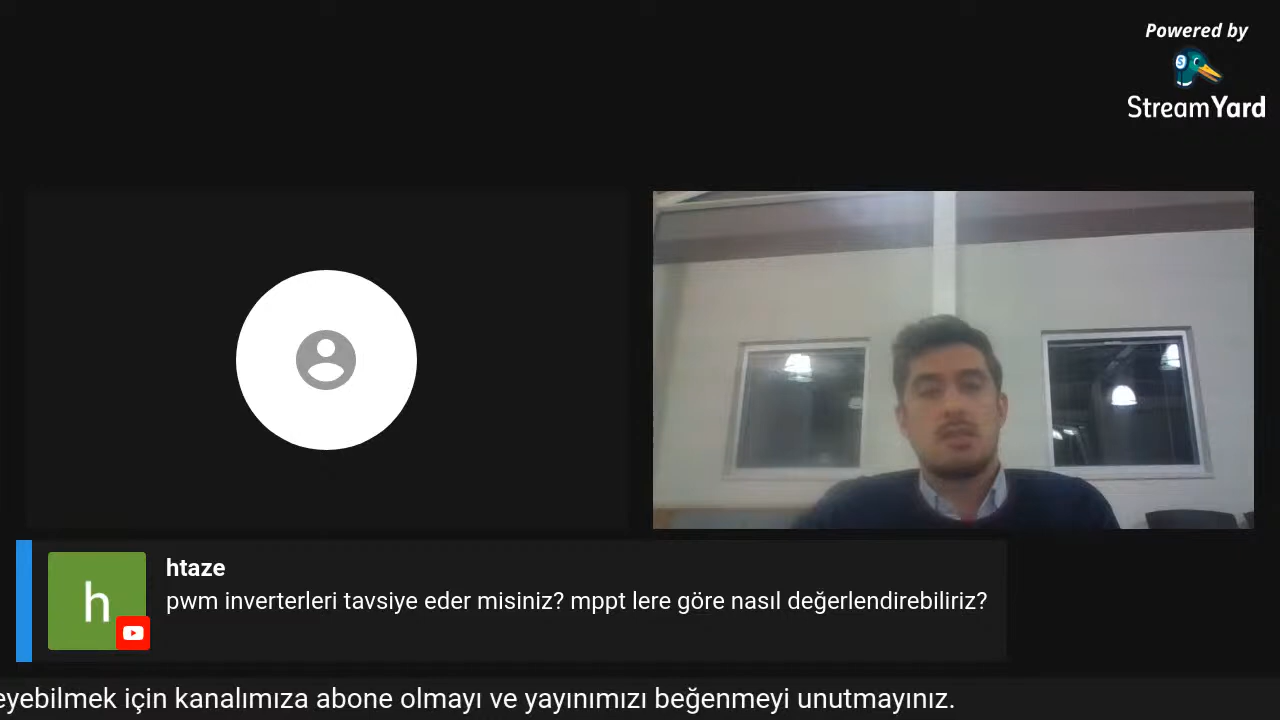 Powered by
StreamYard
h
htaze
pwm inverterleri tavsiye eder misiniz? mppt lere göre nasıl değerlendirebiliriz?
eyebilmek için kanalımıza abone olmayı ve yayınımızı beğenmeyi unutmayınız.